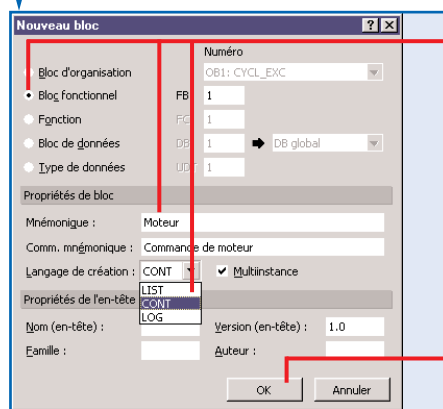 Nouveau bloc
Numéro
Bloc d'organisation OB1: CYCL_EXC
Bloc fonctionnel FB 1
Fonction FC 1
Bloc de données DB 1 DB global
Type de données UDT 1
Propriétés de bloc
Mnémonique : Moteur
Comm. mnémonique : Commande de moteur
Langage de création : CONT Multiinstance
LIST
CONT
LOG
Propriétés de l'en-tête
Nom (en-tête) : Version (en-tête) : 1.0
Famille : Auteur :
OK Annuler